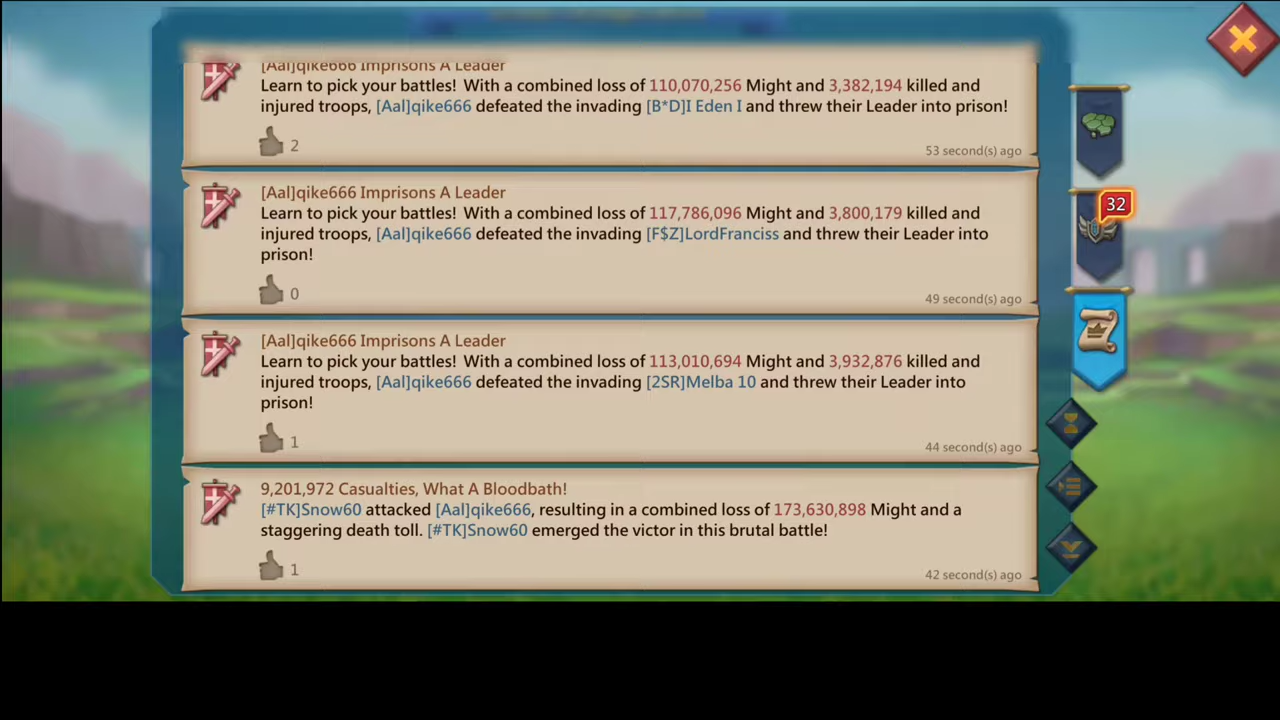 [Aal]qike666 Imprisons A Leader
Learn to pick your battles! With a combined loss of 110,070,256 Might and 3,382,194 killed and
injured troops, [Aal]qike666 defeated the invading [B*D]I Eden I and threw their Leader into prison!
2
53 second(s) ago
[Aal]qike666 Imprisons A Leader
Learn to pick your battles! With a combined loss of 117,786,096 Might and 3,800,179 killed and
injured troops, [Aal]qike666 defeated the invading [F$Z]LordFranciss and threw their Leader into
prison!
0
49 second(s) ago
[Aal]qike666 Imprisons A Leader
Learn to pick your battles! With a combined loss of 113,010,694 Might and 3,932,876 killed and
injured troops, [Aal]qike666 defeated the invading [2SR]Melba 10 and threw their Leader into
prison!
1
44 second(s) ago
9,201,972 Casualties, What A Bloodbath!
[#TK]Snow60 attacked [Aal]qike666, resulting in a combined loss of 173,630,898 Might and a
staggering death toll. [#TK]Snow60 emerged the victor in this brutal battle!
1
42 second(s) ago
32